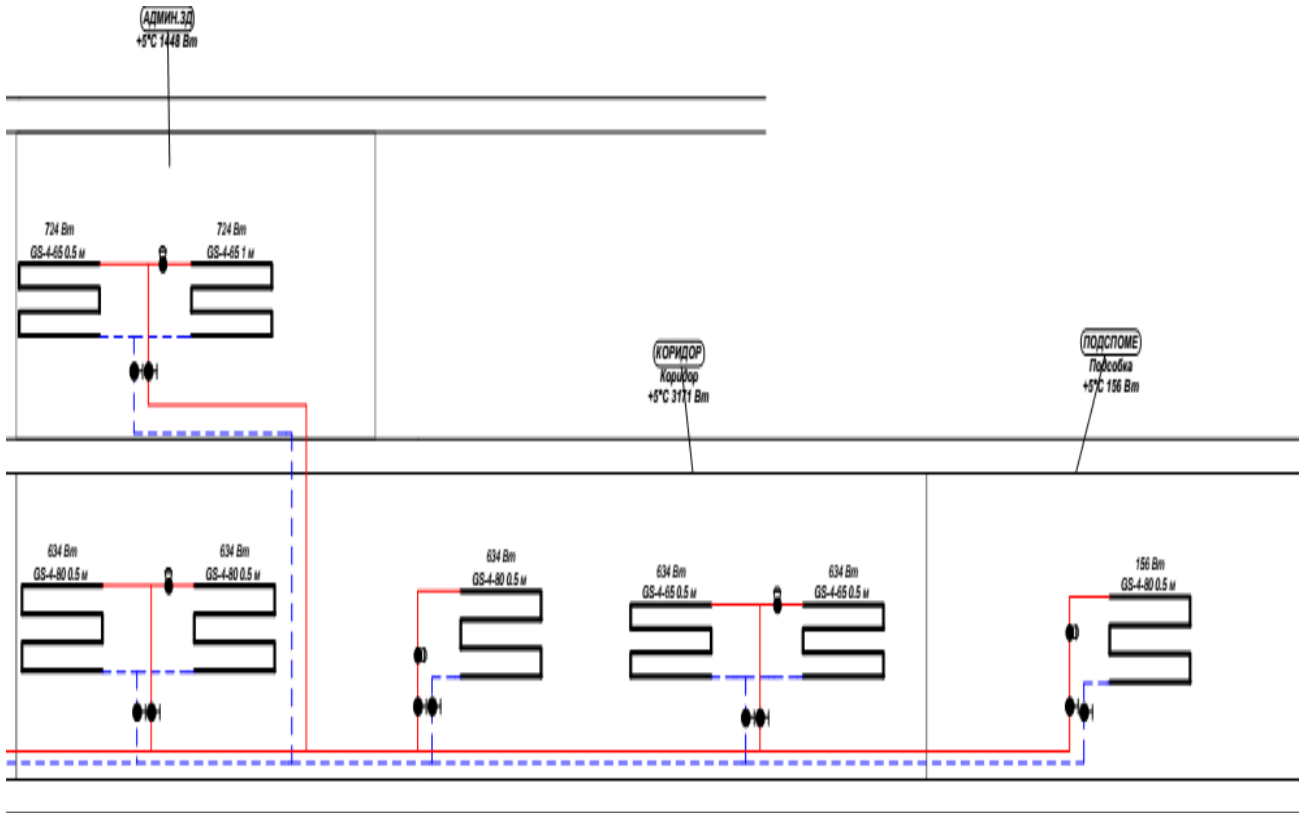 АДМИН.ЗД
+5°C 1448 Вт
724 Вт
GS-4-65 0.5 м
724 Вт
GS-4-65 1 м
КОРИДОР
Коридор
+5°C 3171 Вт
ПОДСПОМЕ
Подсобка
+5°C 156 Вт
634 Вт
GS-4-80 0.5 м
634 Вт
GS-4-80 0.5 м
634 Вт
GS-4-80 0.5 м
634 Вт
GS-4-65 0.5 м
634 Вт
GS-4-65 0.5 м
156 Вт
GS-4-80 0.5 м